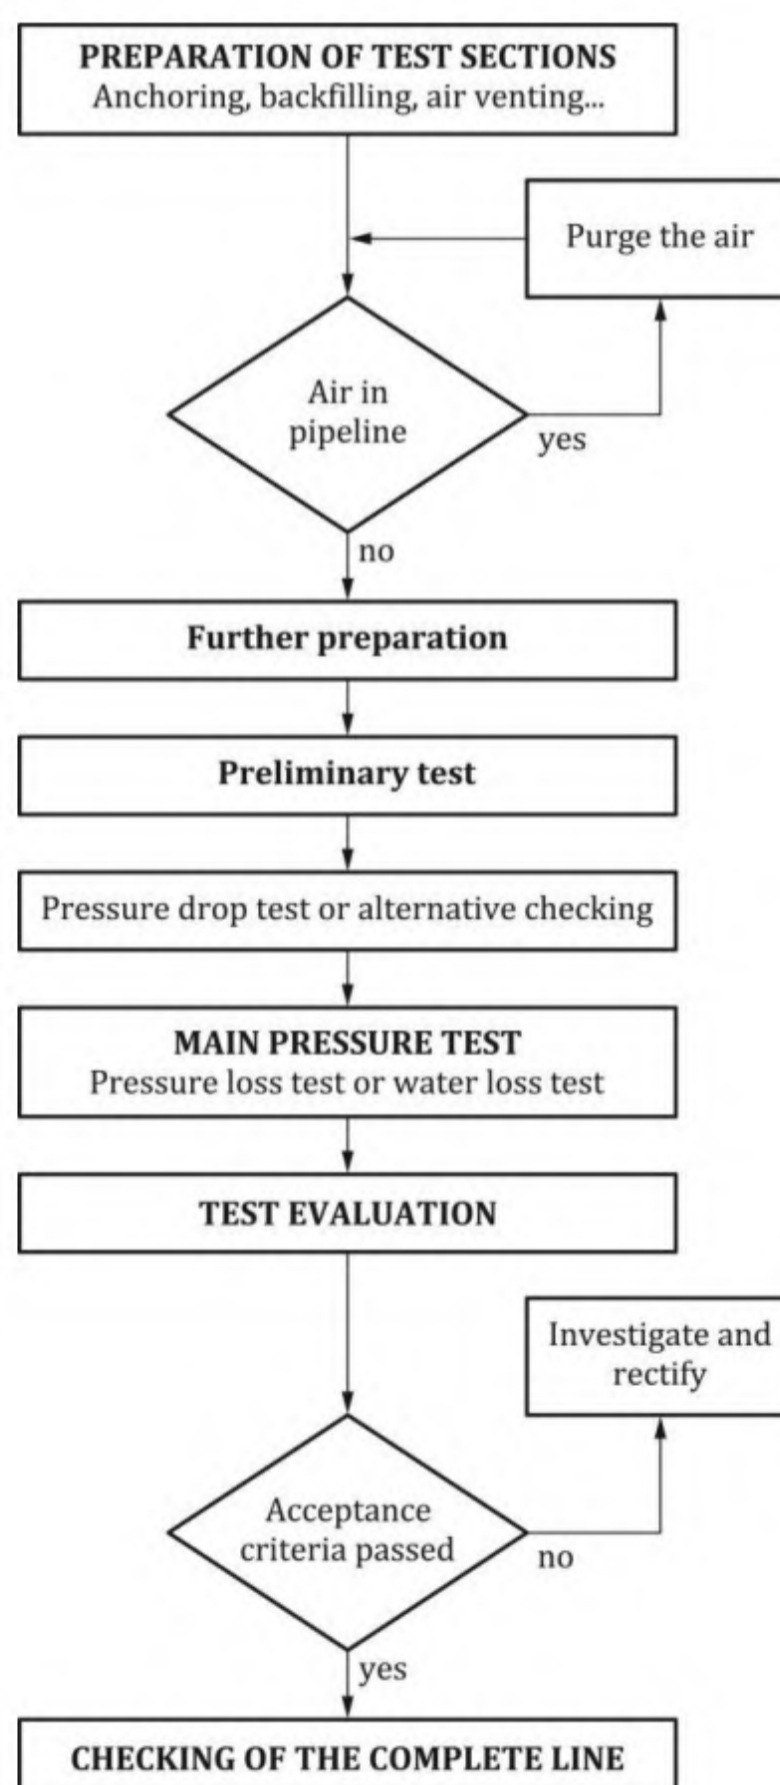 PREPARATION OF TEST SECTIONS
Anchoring, backfilling, air venting...
Purge the air
Air in
pipeline
yes
no
Further preparation
Preliminary test
Pressure drop test or alternative checking
MAIN PRESSURE TEST
Pressure loss test or water loss test
TEST EVALUATION
Investigate and
rectify
Acceptance
criteria passed
no
yes
CHECKING OF THE COMPLETE LINE